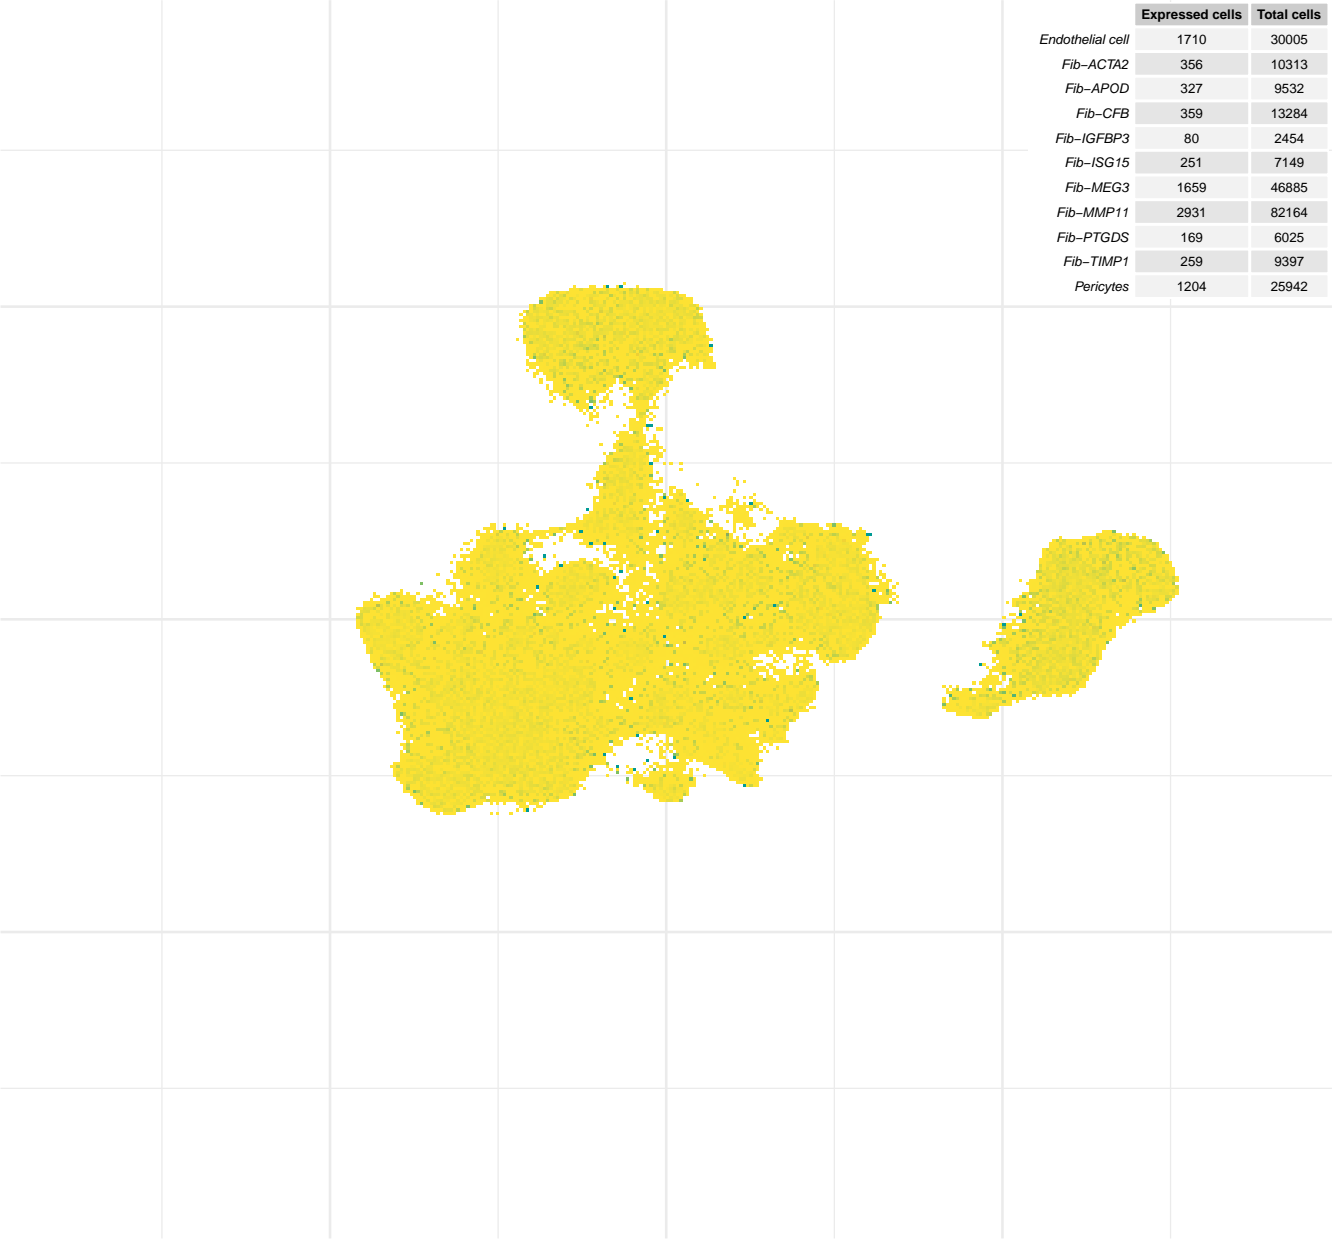 Expressed cells Total cells
Endothelial cell 1710 30005
Fib−ACTA2 356 10313
Fib−APOD 327 9532
Fib−CFB 359 13284
Fib−IGFBP3 80 2454
Fib−ISG15 251 7149
Fib−MEG3 1659 46885
Fib−MMP11 2931 82164
Fib−PTGDS 169 6025
Fib−TIMP1 259 9397
Pericytes 1204 25942